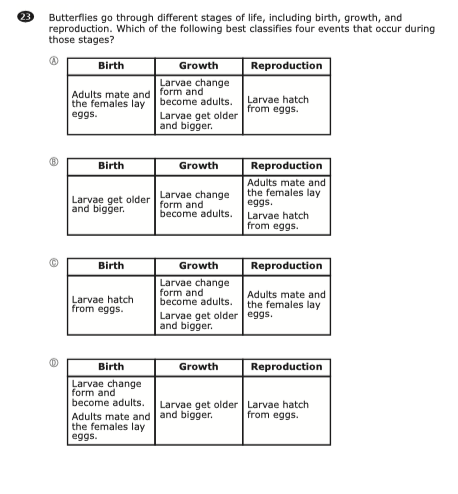 23 Butterflies go through different stages of life, including birth, growth, and
reproduction. Which of the following best classifies four events that occur during
those stages?
A
Birth Growth Reproduction
Adults mate and
the females lay
eggs.
Larvae change
form and
become adults.
Larvae get older
and bigger.
Larvae hatch
from eggs.
B
Birth Growth Reproduction
Larvae get older
and bigger.
Larvae change
form and
become adults.
Adults mate and
the females lay
eggs.
Larvae hatch
from eggs.
C
Birth Growth Reproduction
Larvae hatch
from eggs.
Larvae change
form and
become adults.
Larvae get older
and bigger.
Adults mate and
the females lay
eggs.
D
Birth Growth Reproduction
Larvae change
form and
become adults.
Adults mate and
the females lay
eggs.
Larvae get older
and bigger.
Larvae hatch
from eggs.